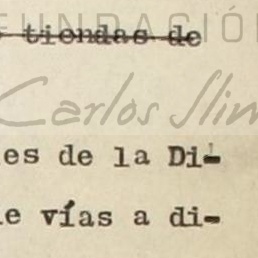 FUNDACIÓN
tiendas de
Carlos Slim
es de la Di-
e vías a di-